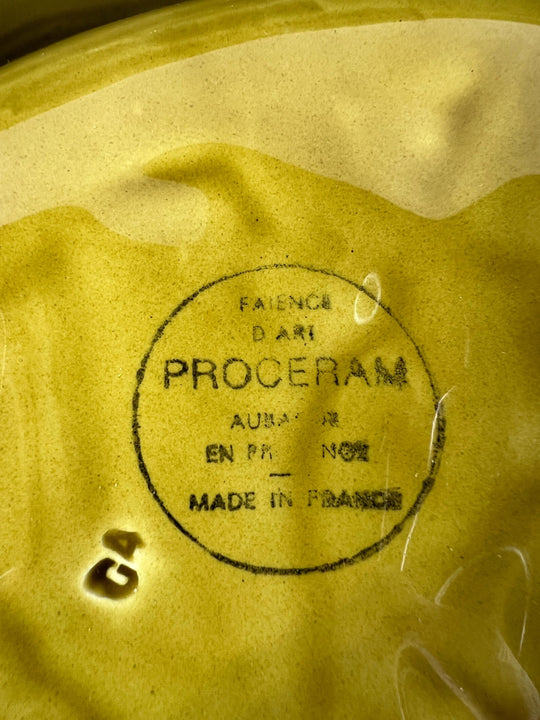 FAIENCE
D'ART
PROCERAM
EN
MADE IN FRANCE
G4